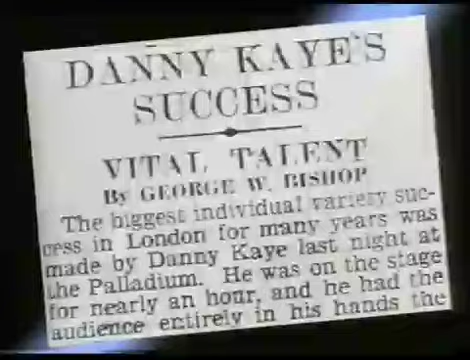 DANNY KAYE'S
SUCCESS
VITAL TALENT
By GEORGE W. BISHOP
The biggest individual variety suc-
cess in London for many years was
made by Danny Kaye last night at
the Palladium. He was on the stage
for nearly an hour, and he had the
audience entirely in his hands the